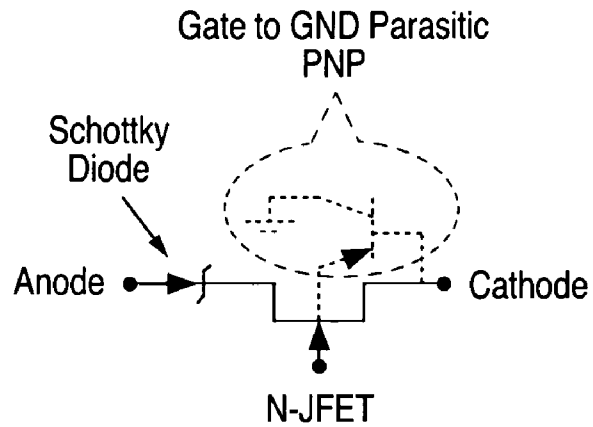 Gate to GND Parasitic
PNP
Schottky
Diode
Anode
Cathode
N-JFET